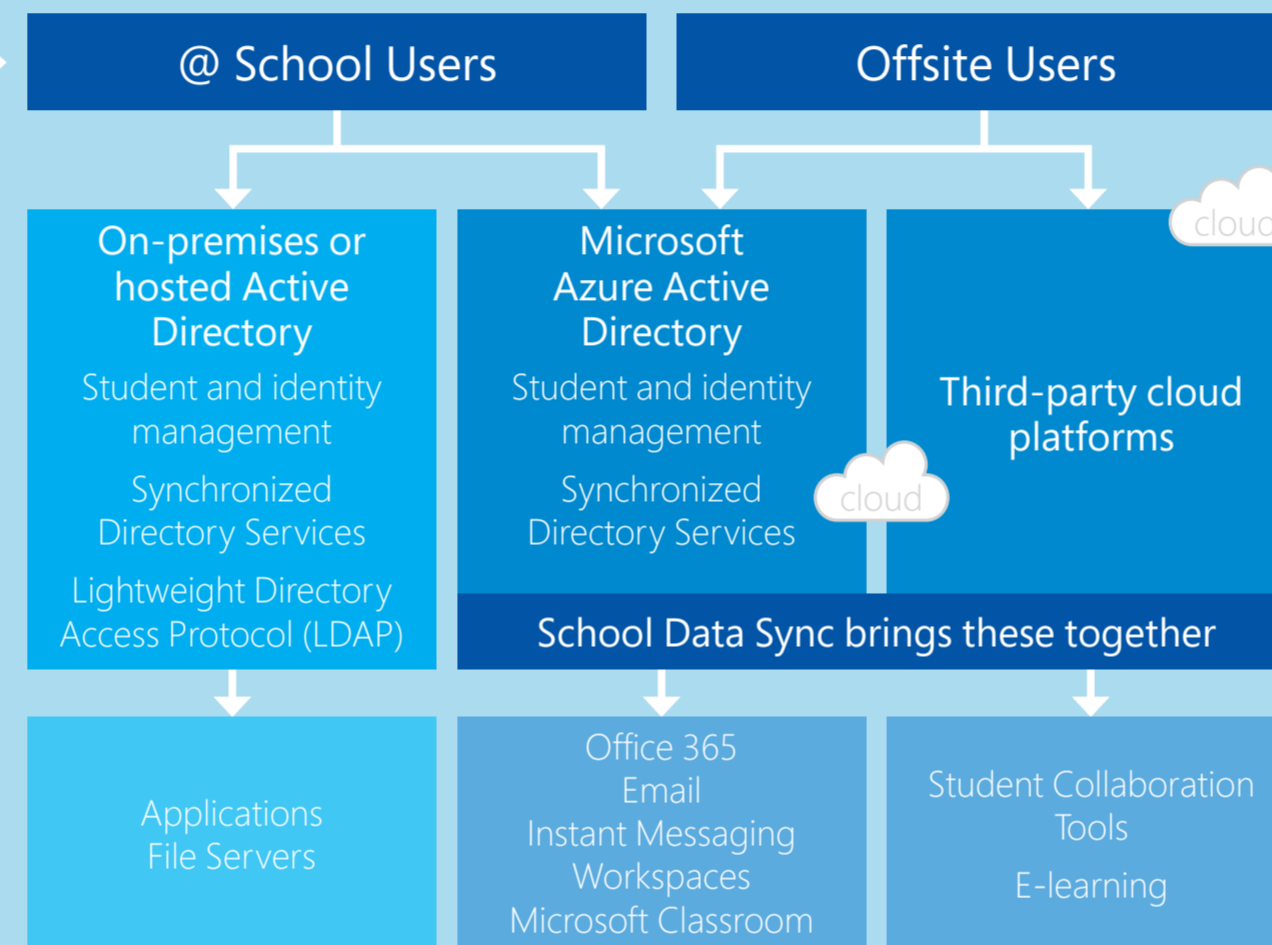 @ School Users
Offsite Users
On-premises or
hosted Active
Directory
Student and identity
management
Synchronized
Directory Services
Lightweight Directory
Access Protocol (LDAP)
Microsoft
Azure Active
Directory
Student and identity
management
Synchronized
Directory Services
cloud
cloud
Third-party cloud
platforms
School Data Sync brings these together
Applications
File Servers
Office 365
Email
Instant Messaging
Workspaces
Microsoft Classroom
Student Collaboration
Tools
E-learning